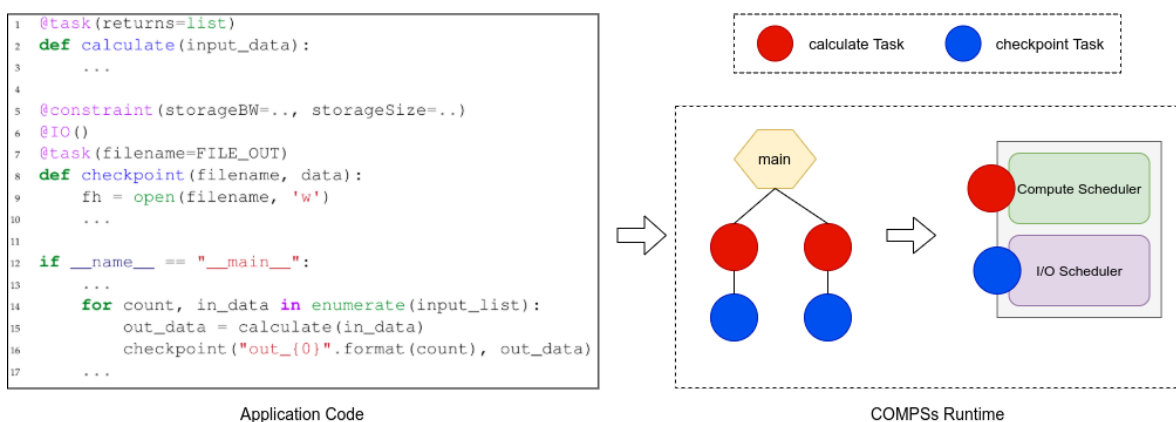 1 @task(returns=list)
2 def calculate(input_data):
3 ...
4
5 @constraint(storageBW=.., storageSize=..)
6 @IO()
7 @task(filename=FILE_OUT)
8 def checkpoint(filename, data):
9 fh = open(filename, 'w')
10 ...
11
12 if __name__ == "__main__":
13 ...
14 for count, in_data in enumerate(input_list):
15 out_data = calculate(in_data)
16 checkpoint("out_{0}".format(count), out_data)
17 ...
Application Code
calculate Task
checkpoint Task
main
Compute Scheduler
I/O Scheduler
COMPSs Runtime